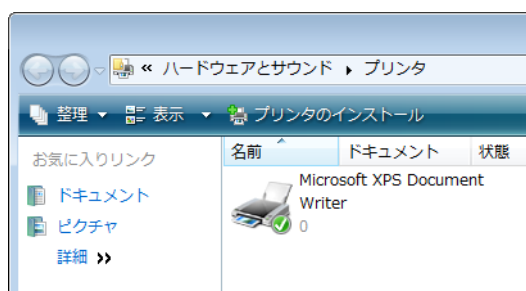 « ハードウェアとサウンド ▸ プリンタ
整理 ▼ 表示 ▼ プリンタのインストール
お気に入りリンク
ドキュメント
ピクチャ
詳細 »
名前 ドキュメント 状態
Microsoft XPS Document
Writer
0